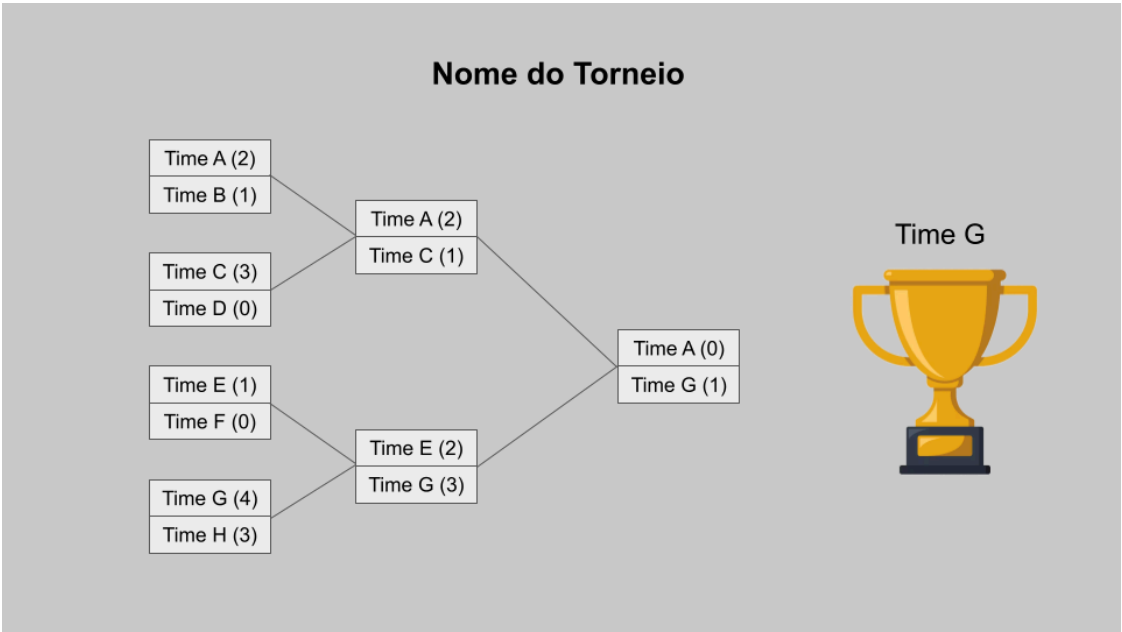 Nome do Torneio
Time A (2)
Time B (1)
Time C (3)
Time D (0)
Time E (1)
Time F (0)
Time G (4)
Time H (3)
Time A (2)
Time C (1)
Time E (2)
Time G (3)
Time A (0)
Time G (1)
Time G